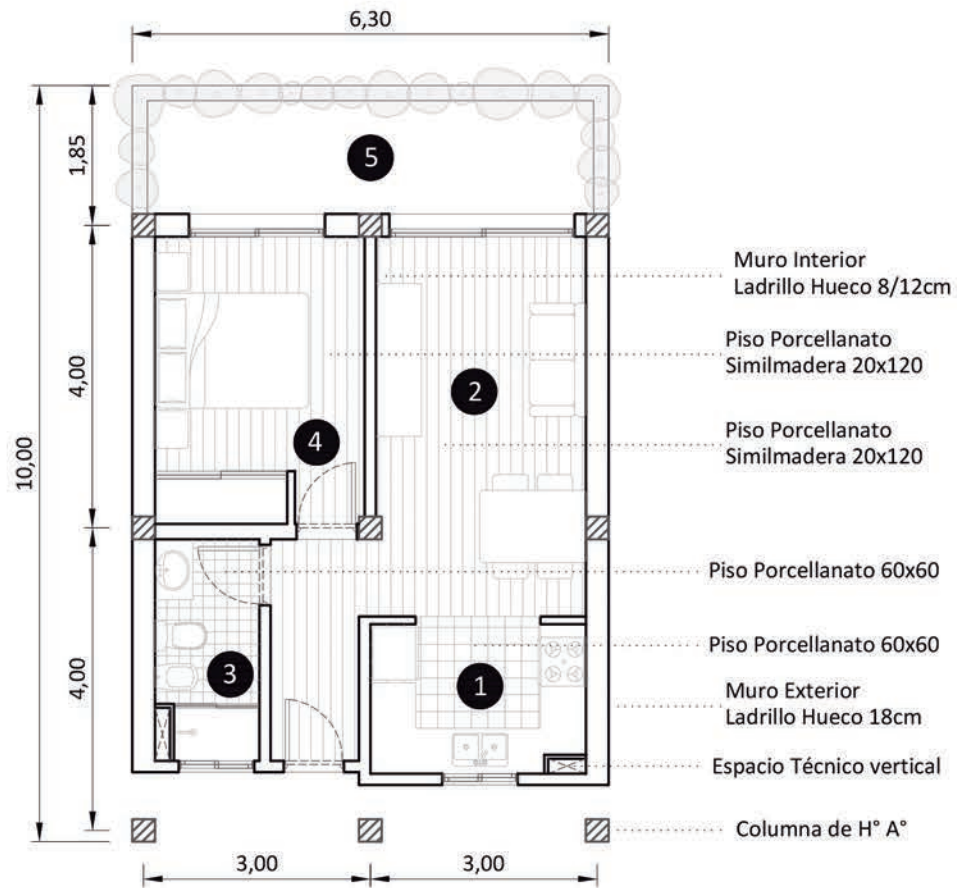 6,30
1,85
5
Muro Interior
Ladrillo Hueco 8/12cm
Piso Porcellanato
Similmadera 20x120
4,00
2
4
Piso Porcellanato
Similmadera 20x120
10,00
Piso Porcellanato 60x60
Piso Porcellanato 60x60
4,00
3
1
Muro Exterior
Ladrillo Hueco 18cm
Espacio Técnico vertical
Columna de H° A°
3,00
3,00